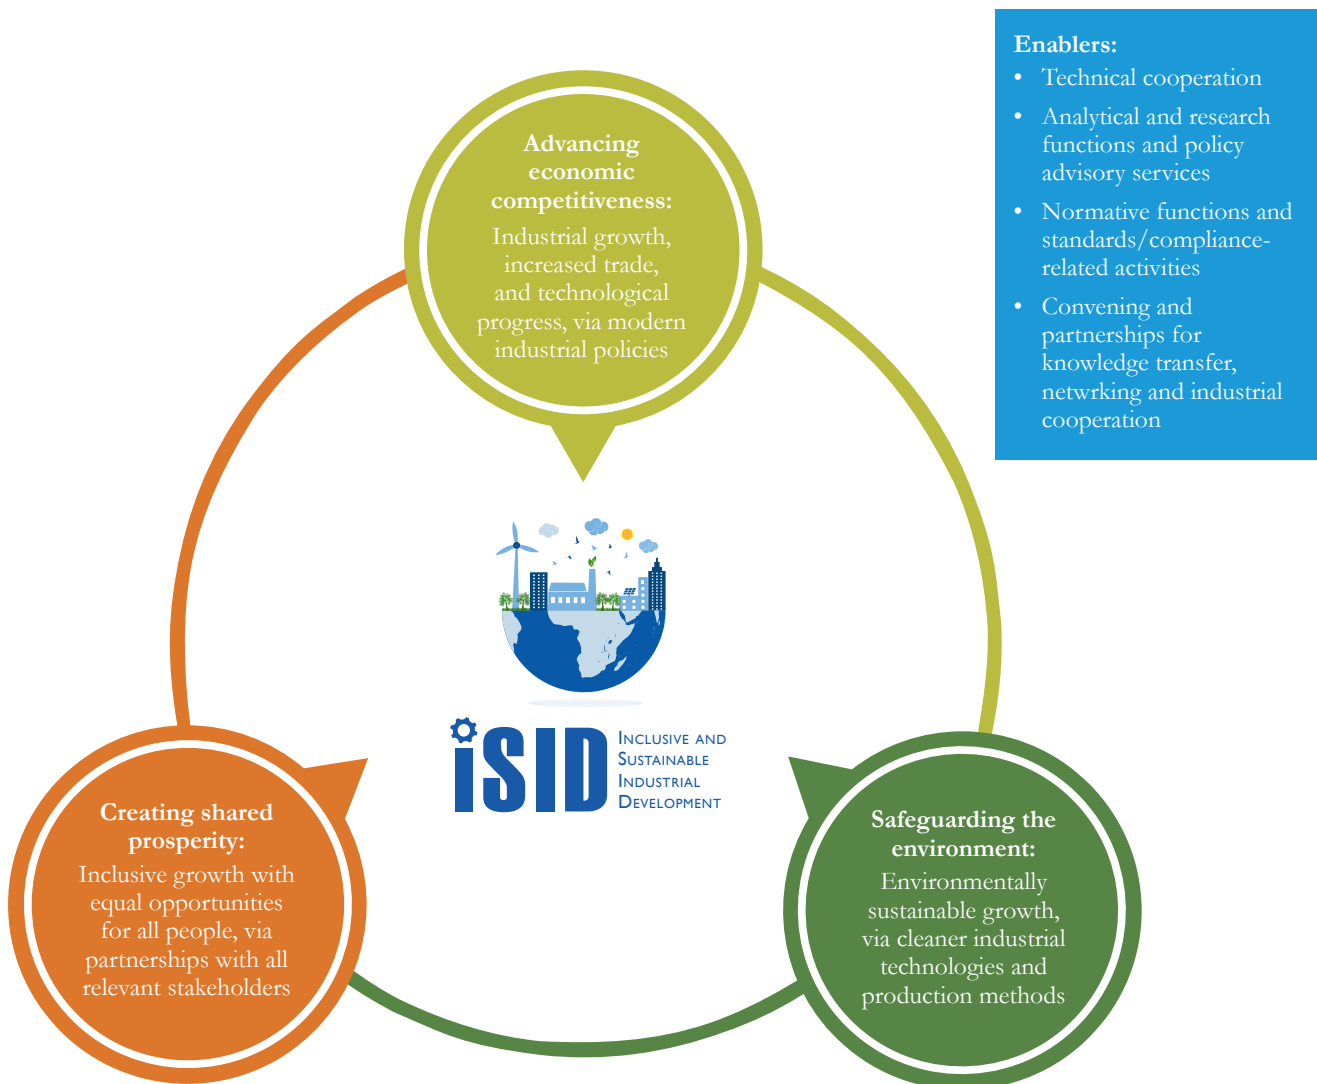 Enablers:
• Technical cooperation
• Analytical and research
functions and policy
advisory services
• Normative functions and
standards/compliance-
related activities
• Convening and
partnerships for
knowledge transfer,
netwrking and industrial
cooperation
Advancing
economic
competitiveness:
Industrial growth,
increased trade,
and technological
progress, via modern
industrial policies
iSID
INCLUSIVE AND
SUSTAINABLE
INDUSTRIAL
DEVELOPMENT
Creating shared
prosperity:
Inclusive growth with
equal opportunities
for all people, via
partnerships with all
relevant stakeholders
Safeguarding the
environment:
Environmentally
sustainable growth,
via cleaner industrial
technologies and
production methods